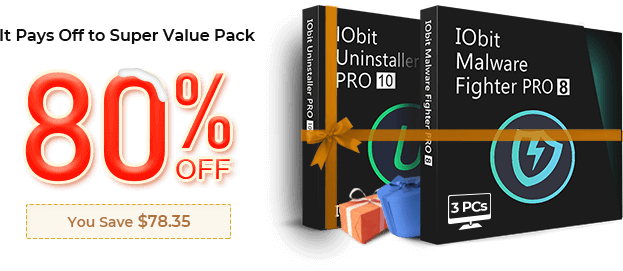 It Pays Off to Super Value Pack
80% OFF
You Save $78.35
IObit Uninstaller PRO 10
IObit
Uninstaller
PRO 10
IObit Malware Fighter PRO 8
IObit
Malware
Fighter PRO 8
3 PCs